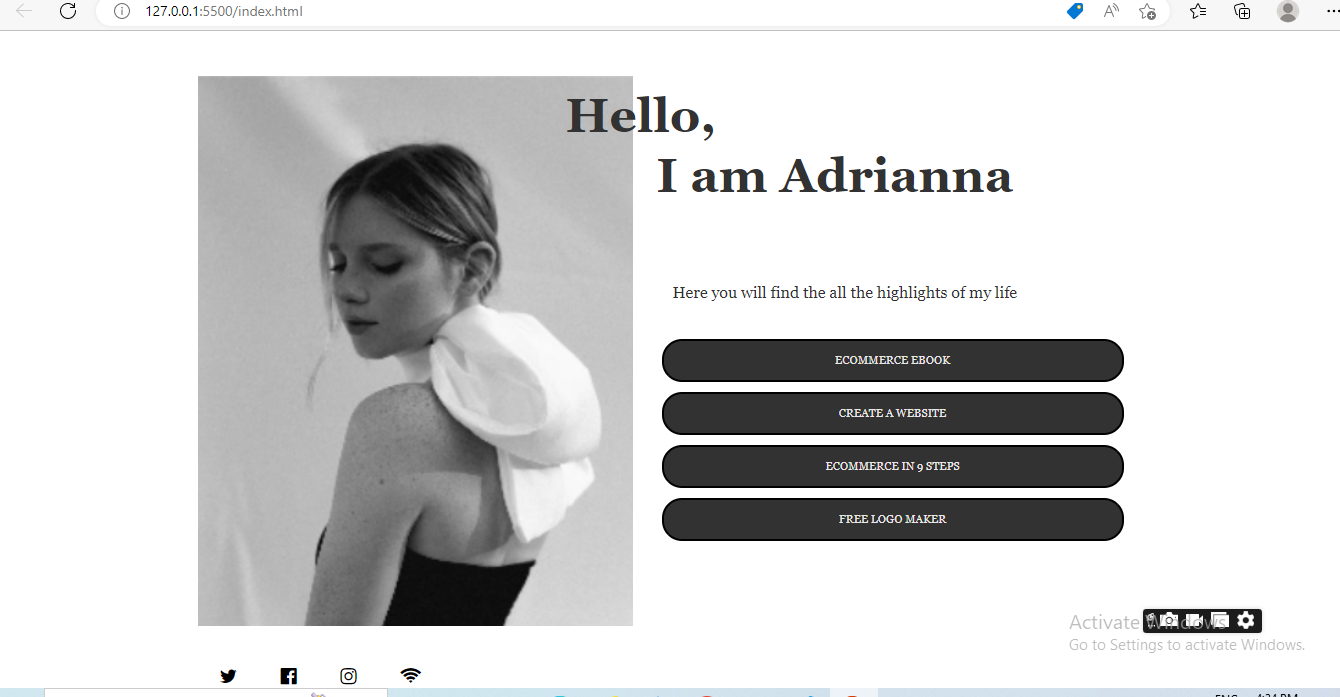 127.0.0.1:5500/index.html
Hello,
I am Adrianna
Here you will find the all the highlights of my life
ECOMMERCE EBOOK
CREATE A WEBSITE
ECOMMERCE IN 9 STEPS
FREE LOGO MAKER
Activate Windows
Go to Settings to activate Windows.